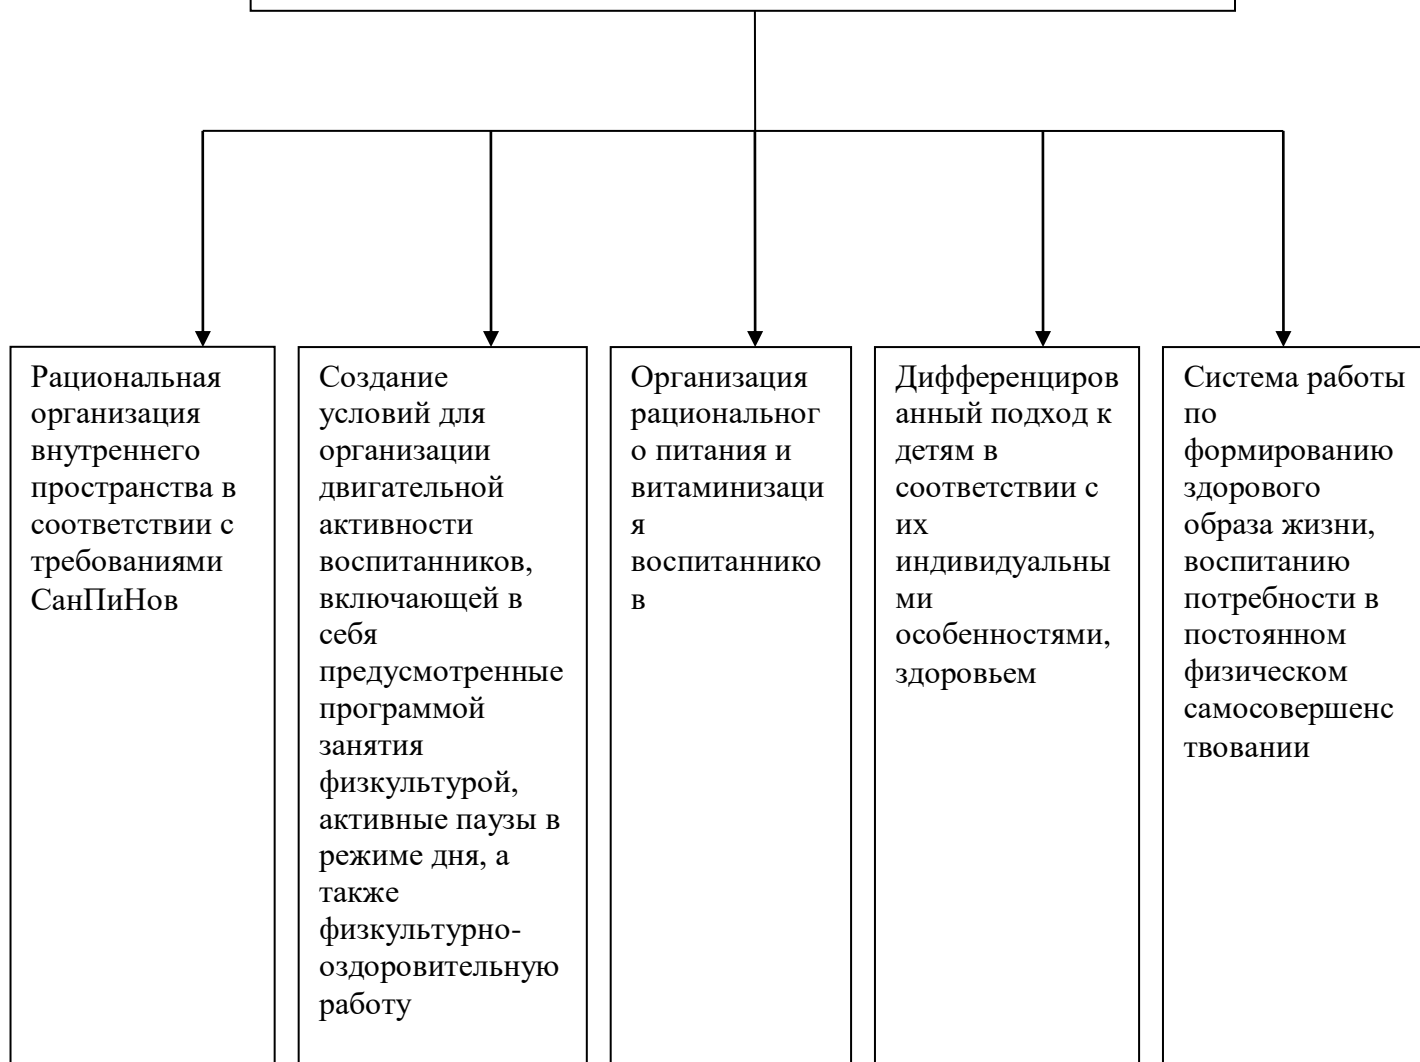 Рациональная
организация
внутреннего
пространства в
соответствии с
требованиями
СанПиНов
Создание
условий для
организации
двигательной
активности
воспитанников,
включающей в
себя
предусмотренные
программой
занятия
физкультурой,
активные паузы в
режиме дня, а
также
физкультурно-
оздоровительную
работу
Организация
рациональног
о питания и
витаминизаци
я
воспитаннико
в
Дифференциров
анный подход к
детям в
соответствии с
их
индивидуальны
ми
особенностями,
здоровьем
Система работы
по
формированию
здорового
образа жизни,
воспитанию
потребности в
постоянном
физическом
самосовершенс
твовании